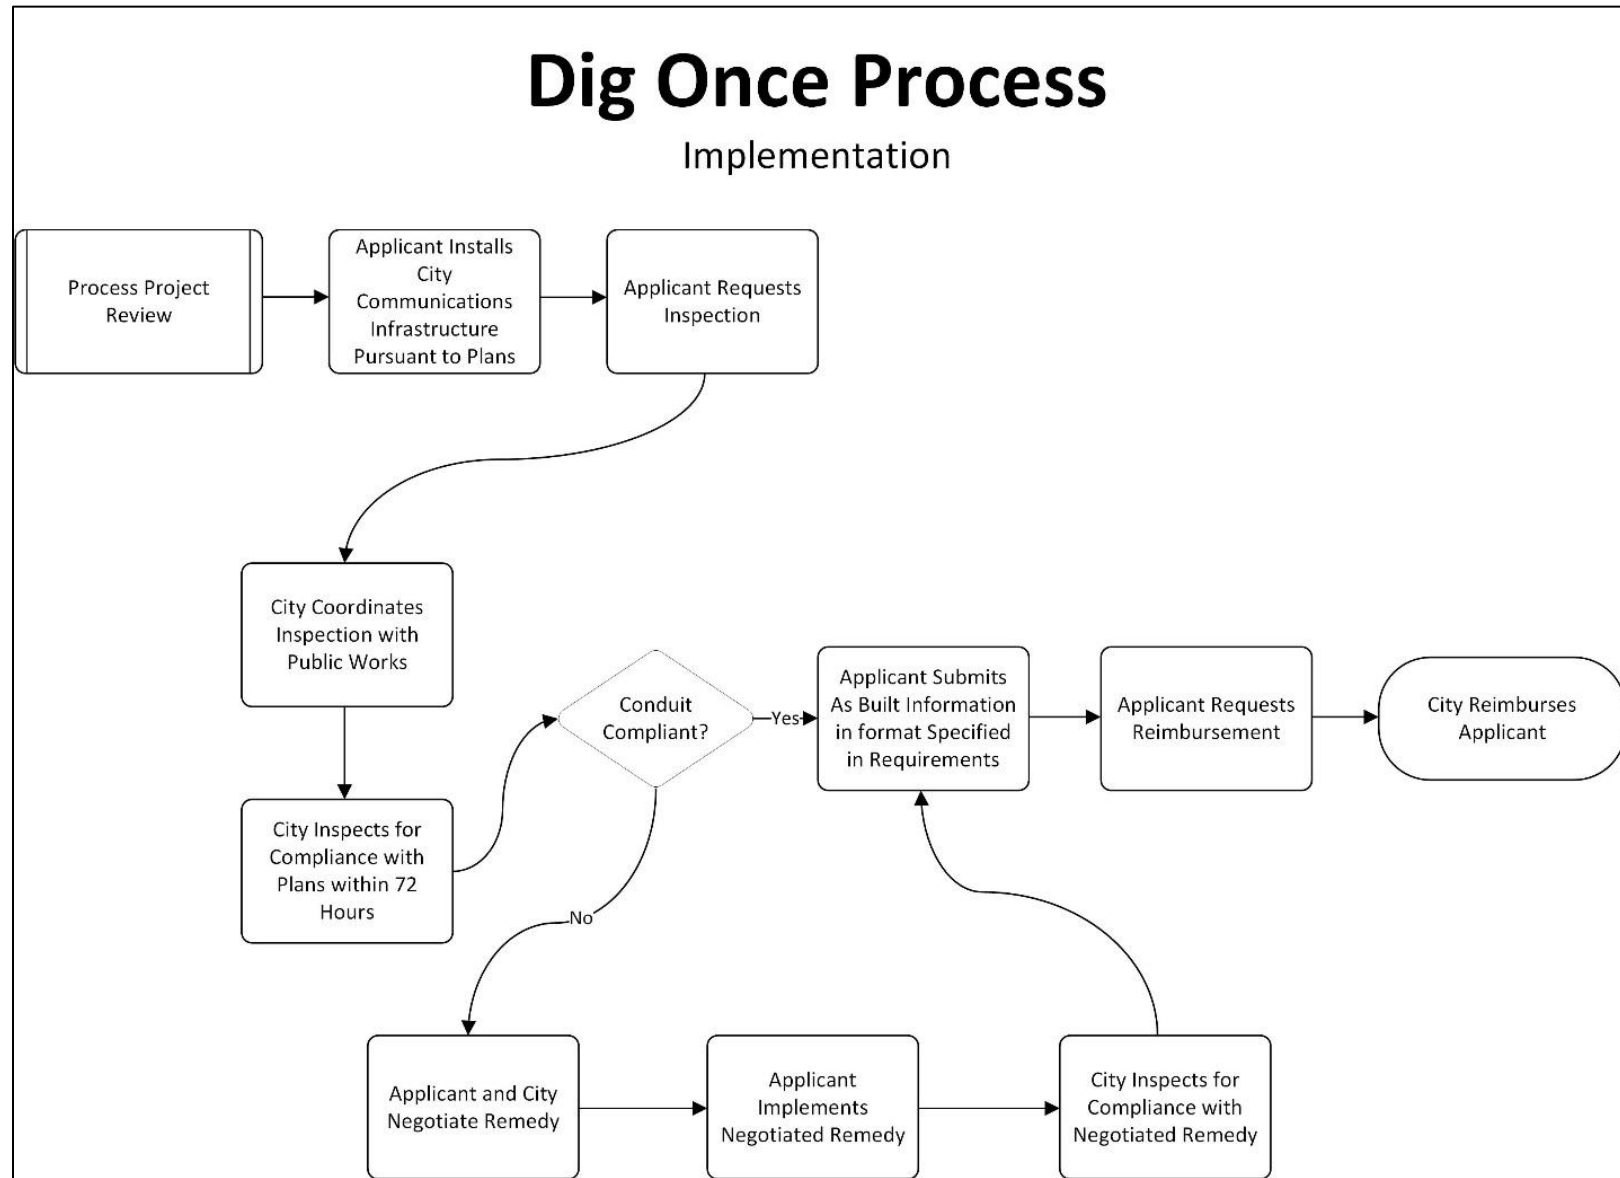 Dig Once Process
Implementation
Process Project
Review
Applicant Installs
City
Communications
Infrastructure
Pursuant to Plans
Applicant Requests
Inspection
City Coordinates
Inspection with
Public Works
City Inspects for
Compliance with
Plans within 72
Hours
Conduit
Compliant?
Yes
No
Applicant Submits
As Built Information
in format Specified
in Requirements
Applicant Requests
Reimbursement
City Reimburses
Applicant
Applicant and City
Negotiate Remedy
Applicant
Implements
Negotiated Remedy
City Inspects for
Compliance with
Negotiated Remedy